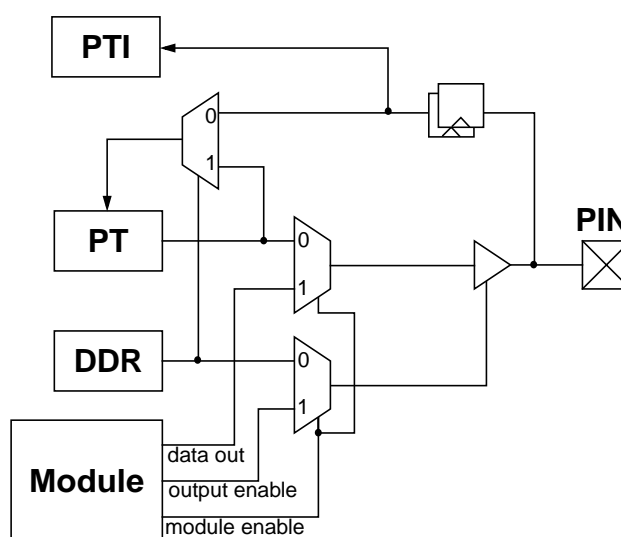 PTI
0
1
PT
PIN
0
1
DDR
0
1
Module
data out
output enable
module enable